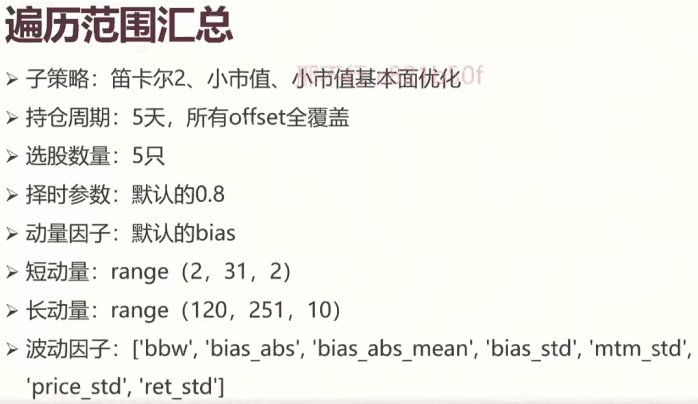 遍历范围汇总
➢ 子策略：笛卡尔2、小市值、小市值基本面优化
➢ 持仓周期：5天，所有offset全覆盖
➢ 选股数量：5只
➢ 择时参数：默认的0.8
➢ 动量因子：默认的bias
➢ 短动量：range（2，31，2）
➢ 长动量：range（120，251，10）
➢ 波动因子：['bbw', 'bias_abs', 'bias_abs_mean', 'bias_std', 'mtm_std',
'price_std', 'ret_std']